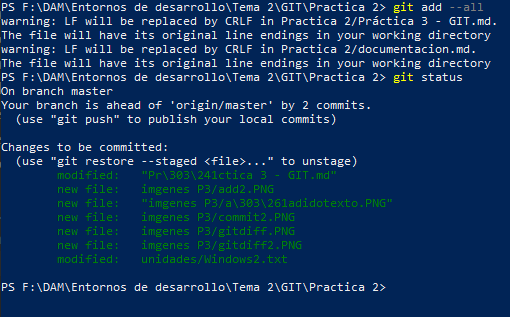 PS F:\DAM\Entornos de desarrollo\Tema 2\GIT\Practica 2> git add --all
warning: LF will be replaced by CRLF in Practica 2/Práctica 3 - GIT.md.
The file will have its original line endings in your working directory
warning: LF will be replaced by CRLF in Practica 2/documentacion.md.
The file will have its original line endings in your working directory
PS F:\DAM\Entornos de desarrollo\Tema 2\GIT\Practica 2> git status
On branch master
Your branch is ahead of 'origin/master' by 2 commits.
  (use "git push" to publish your local commits)

Changes to be committed:
  (use "git restore --staged <file>..." to unstage)
        modified:   "Pr\303\241ctica 3 - GIT.md"
        new file:   imgenes P3/add2.PNG
        new file:   "imgenes P3/a\303\261adidotexto.PNG"
        new file:   imgenes P3/commit2.PNG
        new file:   imgenes P3/gitdiff.PNG
        new file:   imgenes P3/gitdiff2.PNG
        modified:   unidades/Windows2.txt

PS F:\DAM\Entornos de desarrollo\Tema 2\GIT\Practica 2>